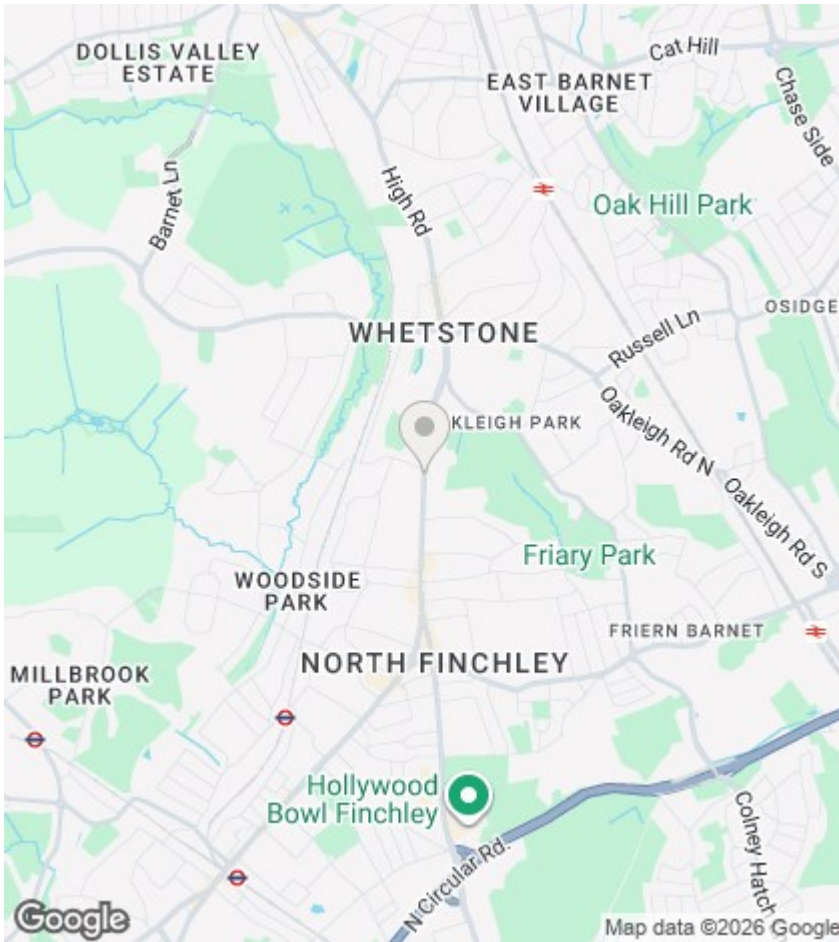 DOLLIS VALLEY
ESTATE
Cat Hill
EAST BARNET
VILLAGE
Chase Side
High Rd
Barnet Ln
Oak Hill Park
OSIDGE
WHETSTONE
Russell Ln
KLEIGH PARK
Oakleigh Rd N
Oakleigh Rd S
Friary Park
WOODSIDE
PARK
FRIERN BARNET
NORTH FINCHLEY
MILLBROOK
PARK
Hollywood
Bowl Finchley
Colney Hatch
N Circular Rd.
Google
Map data ©2026 Google